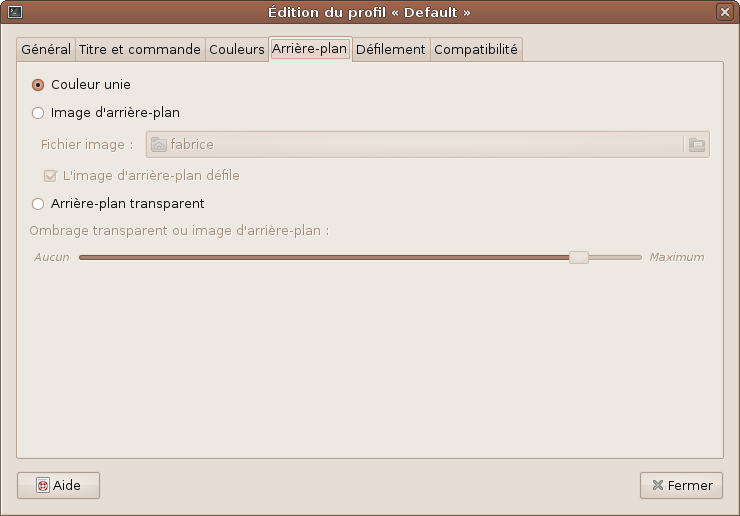 Édition du profil « Default »
Général Titre et commande Couleurs Arrière-plan Défilement Compatibilité
Couleur unie
Image d'arrière-plan
Fichier image : fabrice
L'image d'arrière-plan défile
Arrière-plan transparent
Ombrage transparent ou image d'arrière-plan :
Aucun Maximum
Aide Fermer